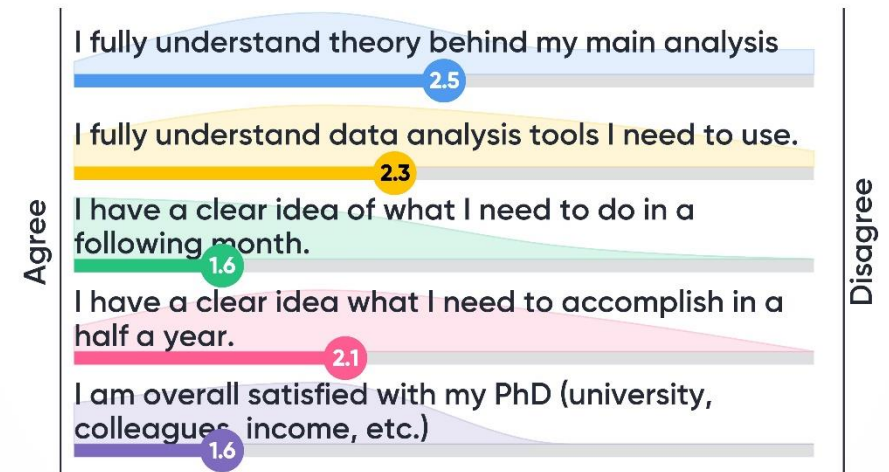 I fully understand theory behind my main analysis
2.5
I fully understand data analysis tools I need to use.
2.3
I have a clear idea of what I need to do in a
following month.
1.6
I have a clear idea what I need to accomplish in a
half a year.
2.1
I am overall satisfied with my PhD (university,
colleagues, income, etc.)
1.6
Agree
Disagree